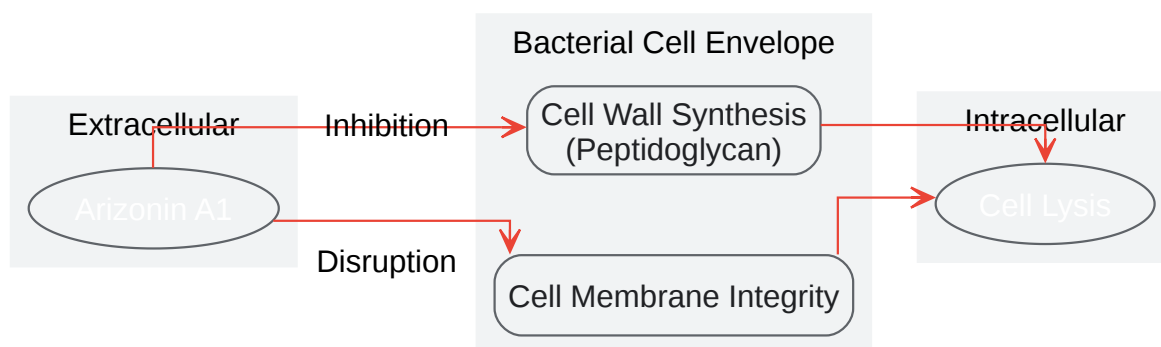 Bacterial Cell Envelope
Extracellular
Inhibition
Cell Wall Synthesis
(Peptidoglycan)
Intracellular
Arizonin A1
Cell Lysis
Disruption
Cell Membrane Integrity